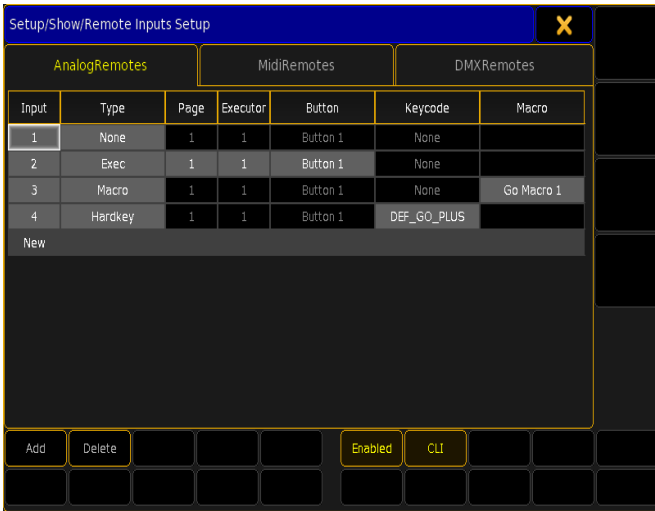 Setup/Show/Remote Inputs Setup
AnalogRemotes MidiRemotes DMXRemotes
Input Type Page Executor Button Keycode Macro
1 None 1 1 Button 1 None
2 Exec 1 1 Button 1 None
3 Macro 1 1 Button 1 None Go Macro 1
4 Hardkey 1 1 Button 1 DEF_GO_PLUS
New
Add Delete Enabled CLI